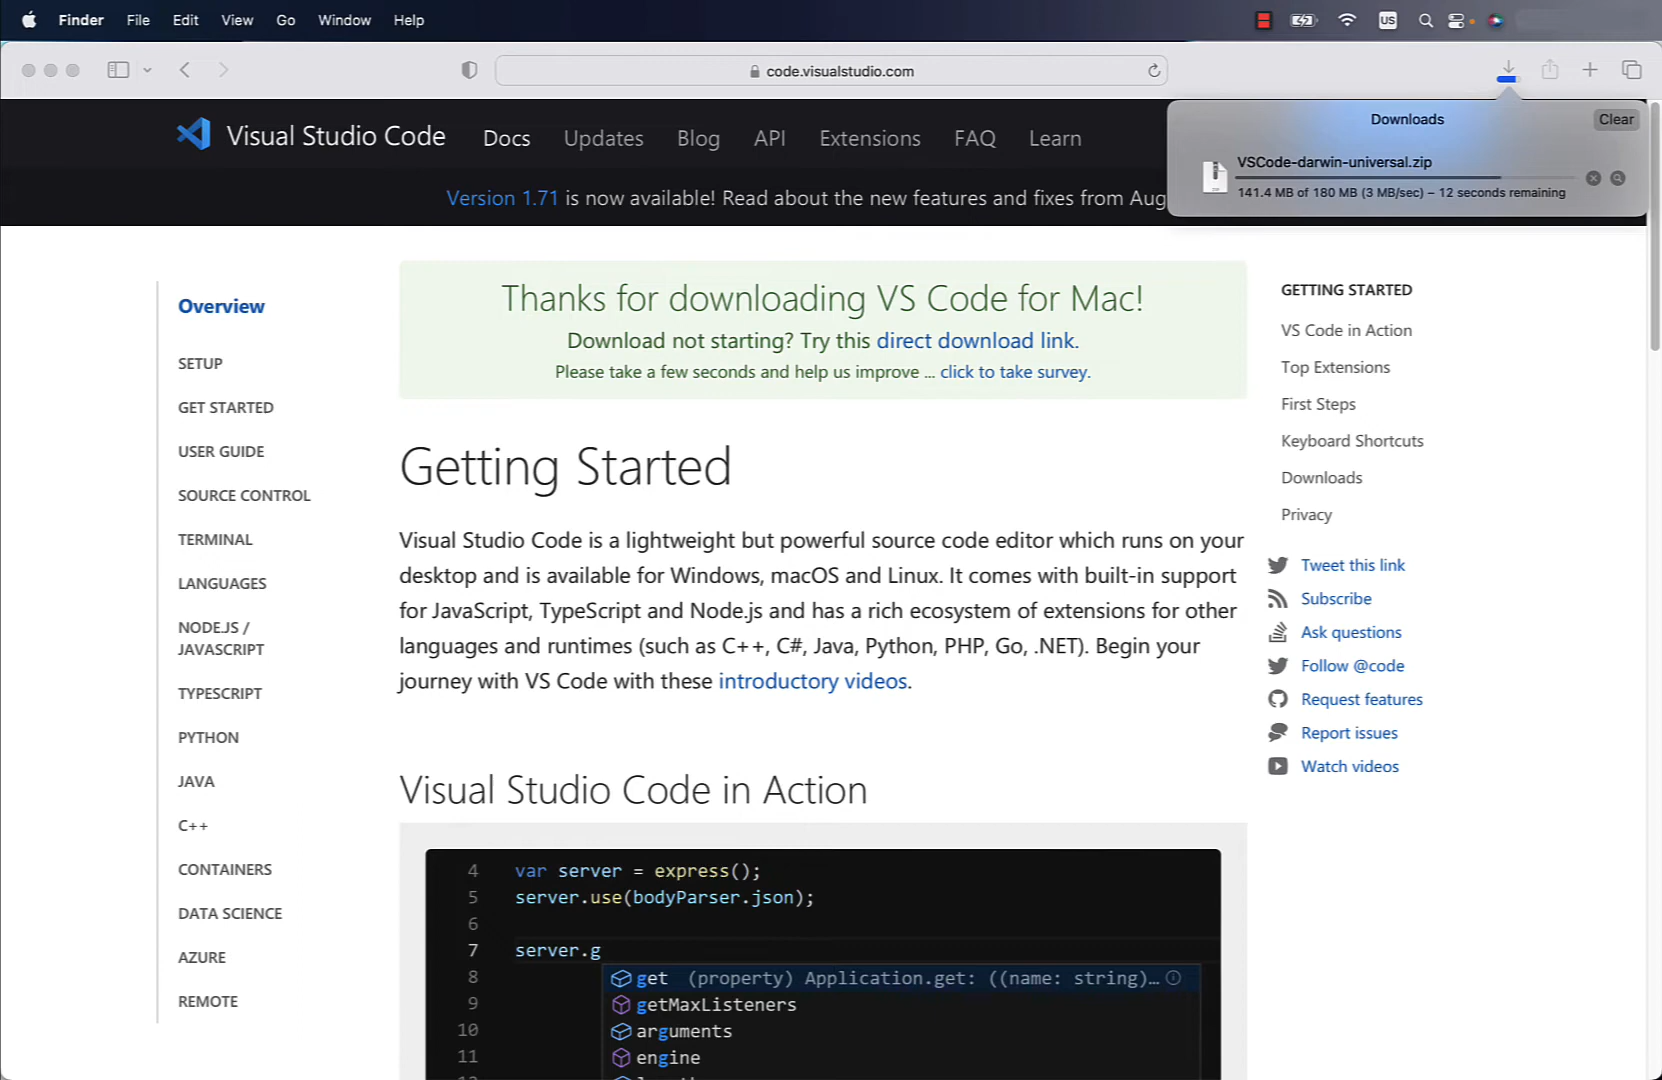 Finder File Edit View Go Window Help
US
code.visualstudio.com
Downloads
Clear
VSCode-darwin-universal.zip
141.4 MB of 180 MB (3 MB/sec) – 12 seconds remaining
Visual Studio Code Docs Updates Blog API Extensions FAQ Learn
Version 1.71 is now available! Read about the new features and fixes from Aug
Overview
SETUP
GET STARTED
USER GUIDE
SOURCE CONTROL
TERMINAL
LANGUAGES
NODE.JS /
JAVASCRIPT
TYPESCRIPT
PYTHON
JAVA
C++
CONTAINERS
DATA SCIENCE
AZURE
REMOTE
Thanks for downloading VS Code for Mac!
Download not starting? Try this direct download link.
Please take a few seconds and help us improve ... click to take survey.
Getting Started
Visual Studio Code is a lightweight but powerful source code editor which runs on your
desktop and is available for Windows, macOS and Linux. It comes with built-in support
for JavaScript, TypeScript and Node.js and has a rich ecosystem of extensions for other
languages and runtimes (such as C++, C#, Java, Python, PHP, Go, .NET). Begin your
journey with VS Code with these introductory videos.
Visual Studio Code in Action
4 var server = express();
5 server.use(bodyParser.json);
6
7 server.g
8 get (property) Application.get: ((name: string)…
9 getMaxListeners
10 arguments
11 engine
GETTING STARTED
VS Code in Action
Top Extensions
First Steps
Keyboard Shortcuts
Downloads
Privacy
Tweet this link
Subscribe
Ask questions
Follow @code
Request features
Report issues
Watch videos